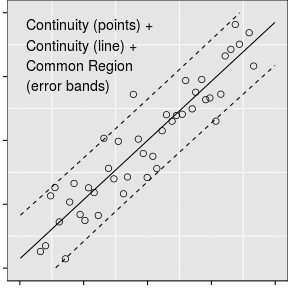 Continuity (points) +
Continuity (line) +
Common Region
(error bands)